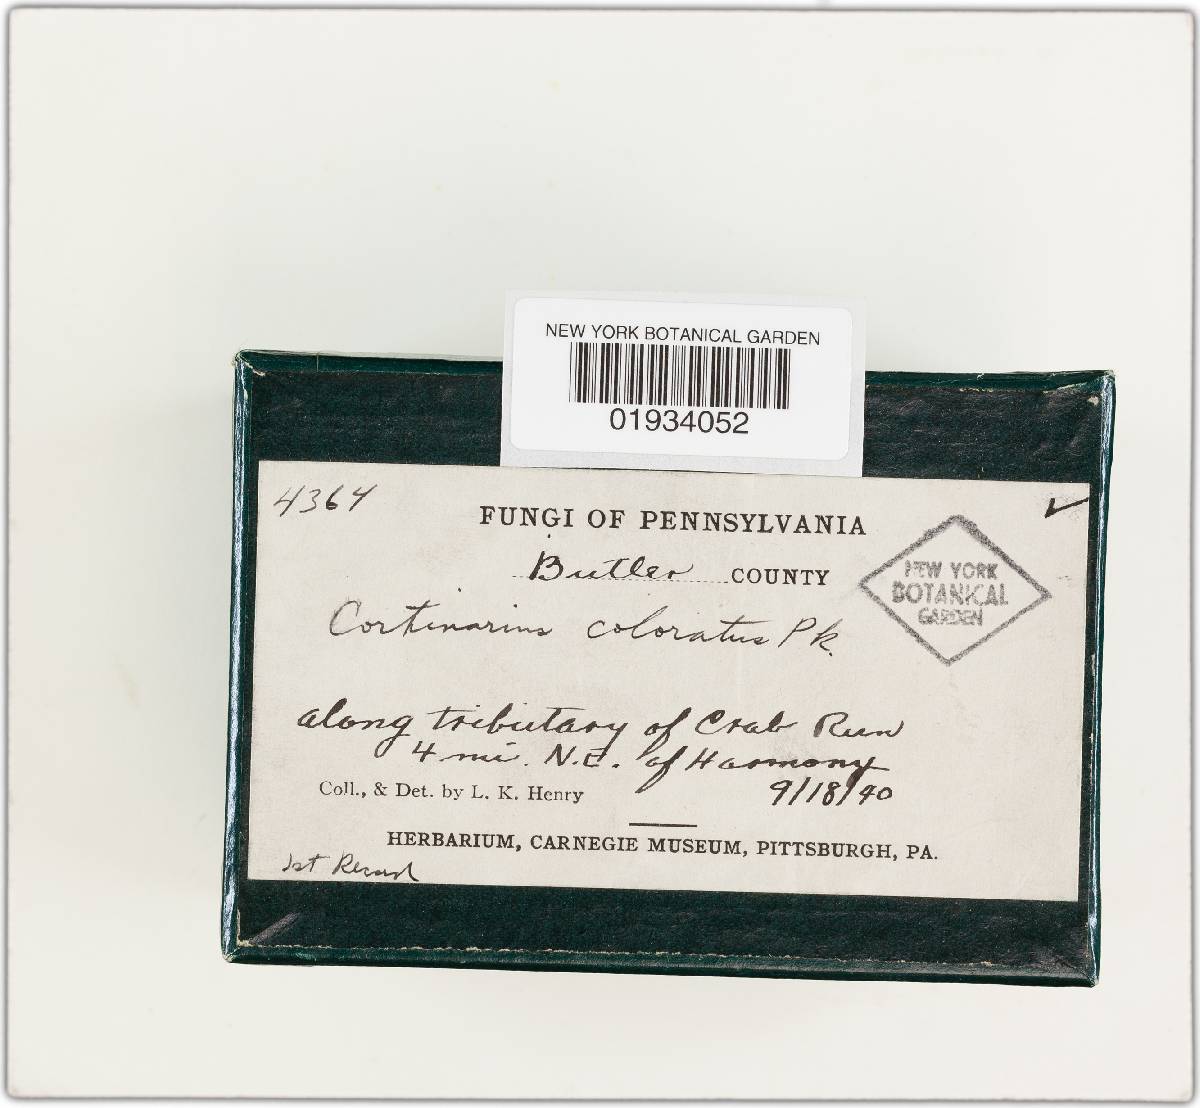 NEW YORK BOTANICAL GARDEN
01934052
4364
FUNGI OF PENNSYLVANIA
Butler COUNTY
NEW YORK
BOTANICAL
GARDEN
Cortinarius coloratus Pk.
along tributary of Crab Run
4 mi. N.E. of Harmony
Coll., & Det. by L. K. Henry 9/18/40
HERBARIUM, CARNEGIE MUSEUM, PITTSBURGH, PA.
1st Record